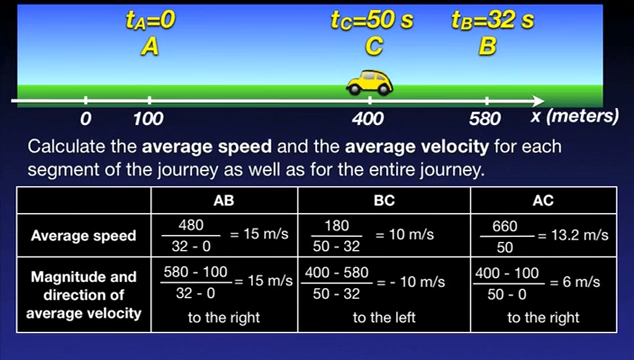 tA=0 tC=50 s tB=32 s
A C B
0 100 400 580 x (meters)
Calculate the average speed and the average velocity for each
segment of the journey as well as for the entire journey.
AB BC AC
Average speed
480
32 - 0
= 15 m/s
180
50 - 32
= 10 m/s
660
50
= 13.2 m/s
Magnitude and
direction of
average velocity
580 - 100
32 - 0
= 15 m/s
to the right
400 - 580
50 - 32
= - 10 m/s
to the left
400 - 100
50 - 0
= 6 m/s
to the right